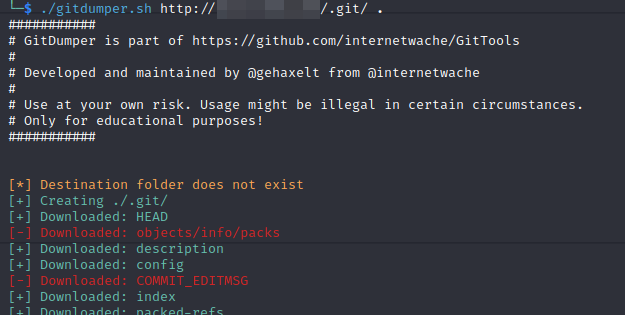 └─$ ./gitdumper.sh http:// /.git/ .
###########
# GitDumper is part of https://github.com/internetwache/GitTools
#
# Developed and maintained by @gehaxelt from @internetwache
#
# Use at your own risk. Usage might be illegal in certain circumstances.
# Only for educational purposes!
###########
[*] Destination folder does not exist
[+] Creating ./.git/
[+] Downloaded: HEAD
[-] Downloaded: objects/info/packs
[+] Downloaded: description
[+] Downloaded: config
[-] Downloaded: COMMIT_EDITMSG
[+] Downloaded: index
[+] Downloaded: packed-refs